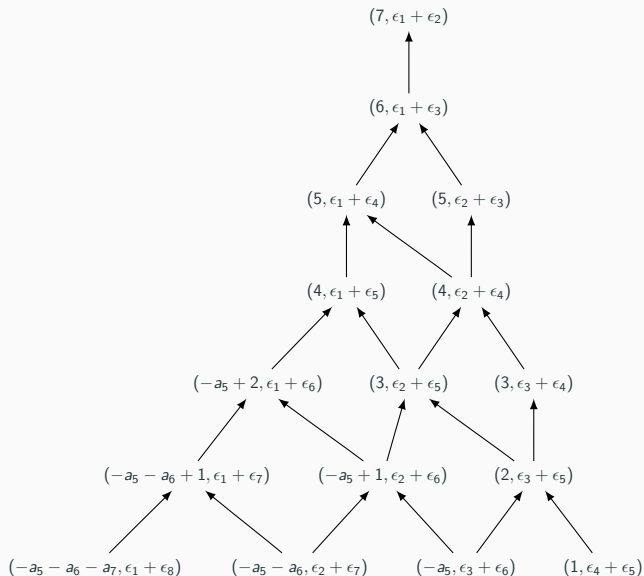 (7, ϵ₁ + ϵ₂)
(6, ϵ₁ + ϵ₃)
(5, ϵ₁ + ϵ₄) (5, ϵ₂ + ϵ₃)
(4, ϵ₁ + ϵ₅) (4, ϵ₂ + ϵ₄)
(−a₅ + 2, ϵ₁ + ϵ₆) (3, ϵ₂ + ϵ₅) (3, ϵ₃ + ϵ₄)
(−a₅ − a₆ + 1, ϵ₁ + ϵ₇) (−a₅ + 1, ϵ₂ + ϵ₆) (2, ϵ₃ + ϵ₅)
(−a₅ − a₆ − a₇, ϵ₁ + ϵ₈) (−a₅ − a₆, ϵ₂ + ϵ₇) (−a₅, ϵ₃ + ϵ₆) (1, ϵ₄ + ϵ₅)